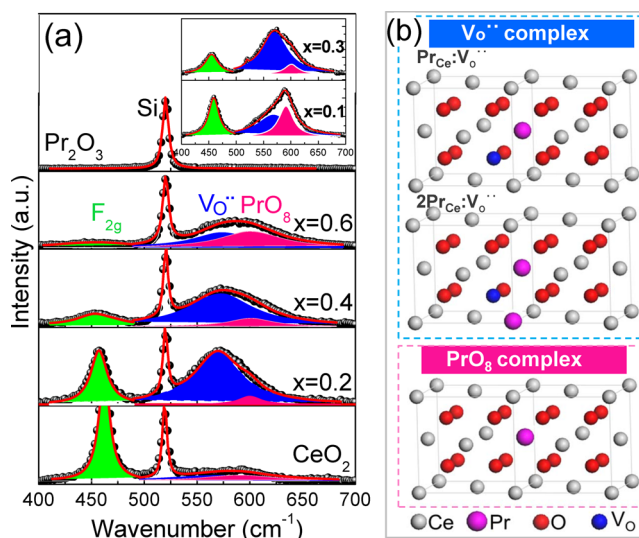 (a)
x=0.3
x=0.1
400 450 500 550 600 650 700
Si
Pr₂O₃
F₂g
Vo¨ PrO₈
x=0.6
x=0.4
x=0.2
CeO₂
Intensity (a.u.)
400 450 500 550 600 650 700
Wavenumber (cm⁻¹)
(b)
Vo¨ complex
PrCe:Vo¨
2PrCe:Vo¨
PrO₈ complex
Ce Pr O Vo